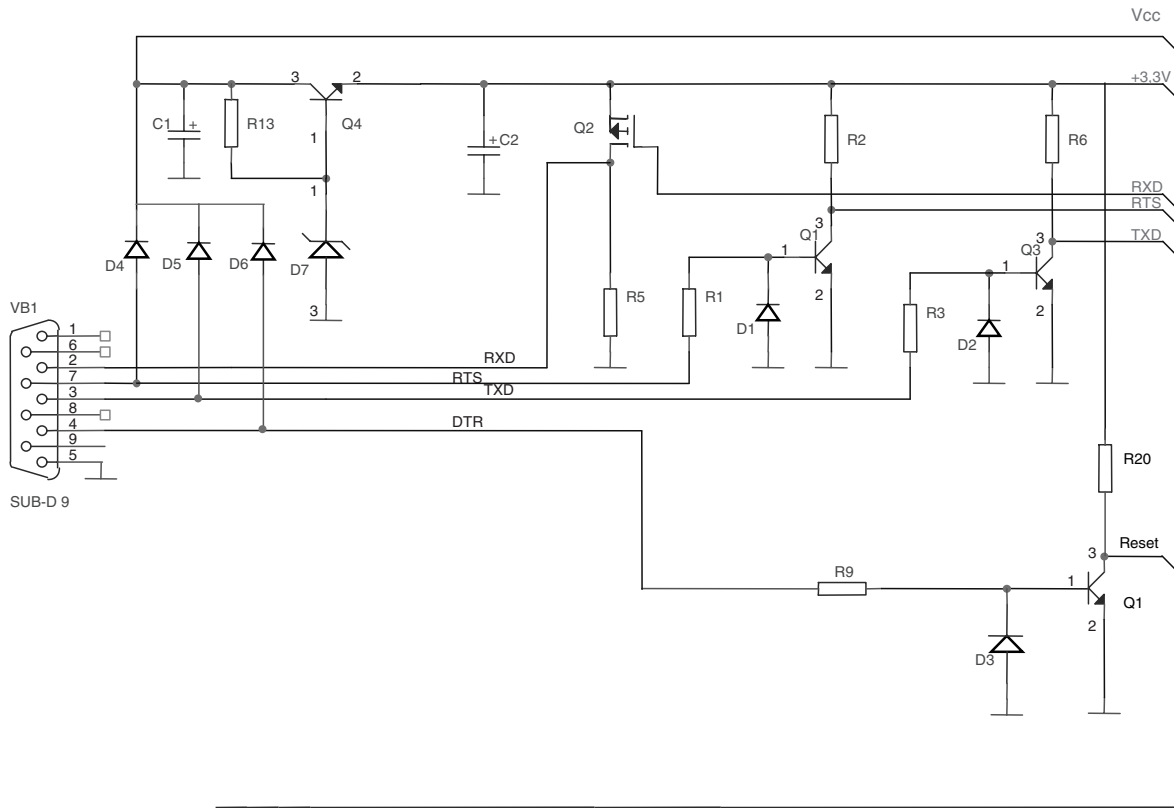 Vcc
3
2
+3,3V
C1
+
R13
Q4
Q2
R2
R6
1
+
C2
1
RXD
RTS
3
Q1
TXD
3
Q3
1
1
D4
D5
D6
D7
R5
R1
2
R3
2
VB1
3
D1
D2
1
6
2
RXD
7
RTS
3
TXD
8
4
DTR
9
5
R20
SUB-D 9
3
Reset
R9
1
Q1
2
D3